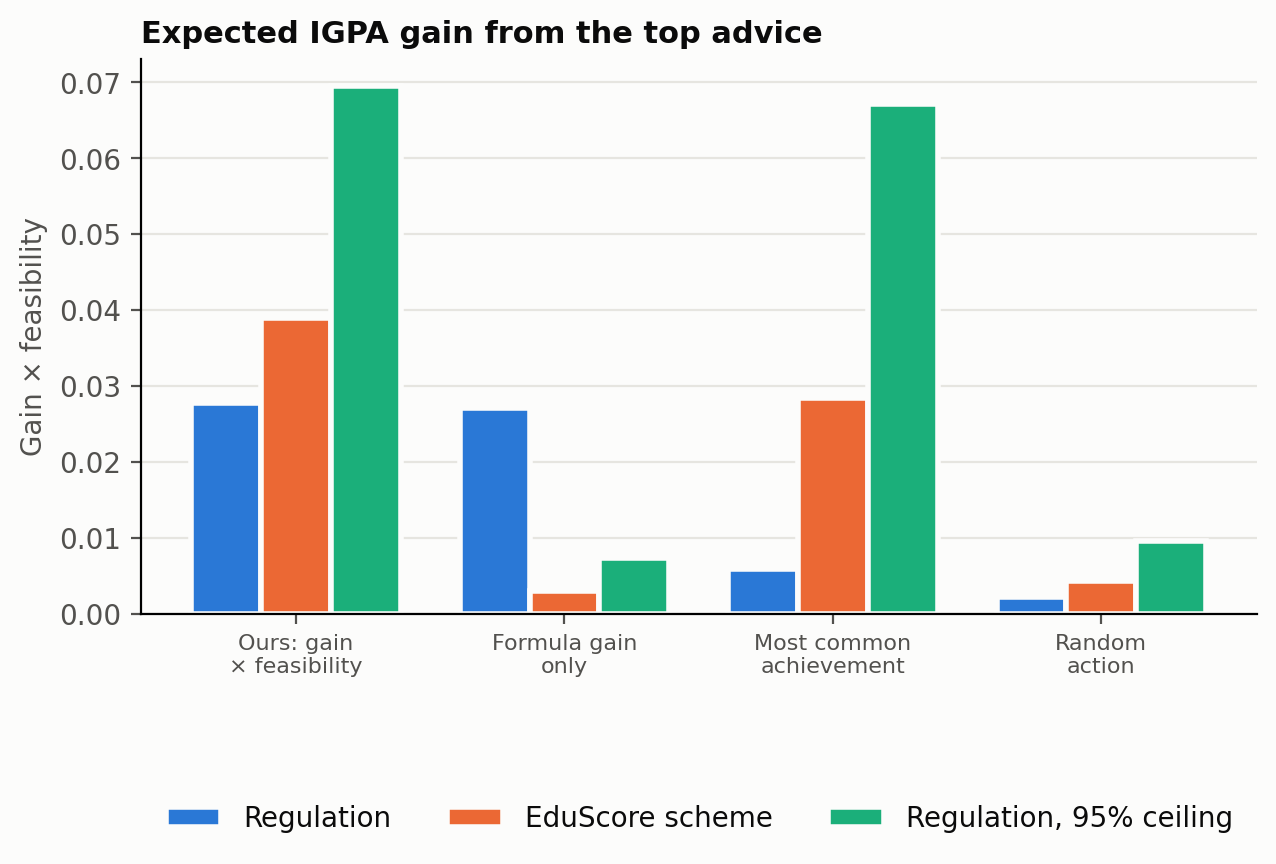 Expected IGPA gain from the top advice
Gain × feasibility
0.07
0.06
0.05
0.04
0.03
0.02
0.01
0.00
Ours: gain
× feasibility
Formula gain
only
Most common
achievement
Random
action
Regulation
EduScore scheme
Regulation, 95% ceiling